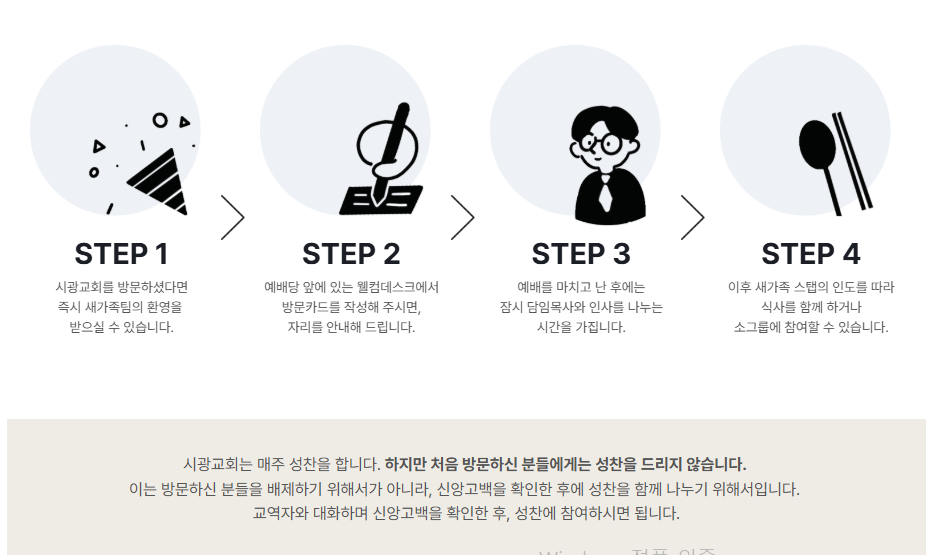 STEP 1
시광교회를 방문하셨다면
즉시 새가족팀의 환영을
받으실 수 있습니다.
STEP 2
예배당 앞에 있는 웰컴데스크에서
방문카드를 작성해 주시면,
자리를 안내해 드립니다.
STEP 3
예배를 마치고 난 후에는
잠시 담임목사와 인사를 나누는
시간을 가집니다.
STEP 4
이후 새가족 스탭의 인도를 따라
식사를 함께 하거나
소그룹에 참여할 수 있습니다.
시광교회는 매주 성찬을 합니다. 하지만 처음 방문하신 분들에게는 성찬을 드리지 않습니다.
이는 방문하신 분들을 배제하기 위해서가 아니라, 신앙고백을 확인한 후에 성찬을 함께 나누기 위해서입니다.
교역자와 대화하며 신앙고백을 확인한 후, 성찬에 참여하시면 됩니다.
Windows 정품 인증